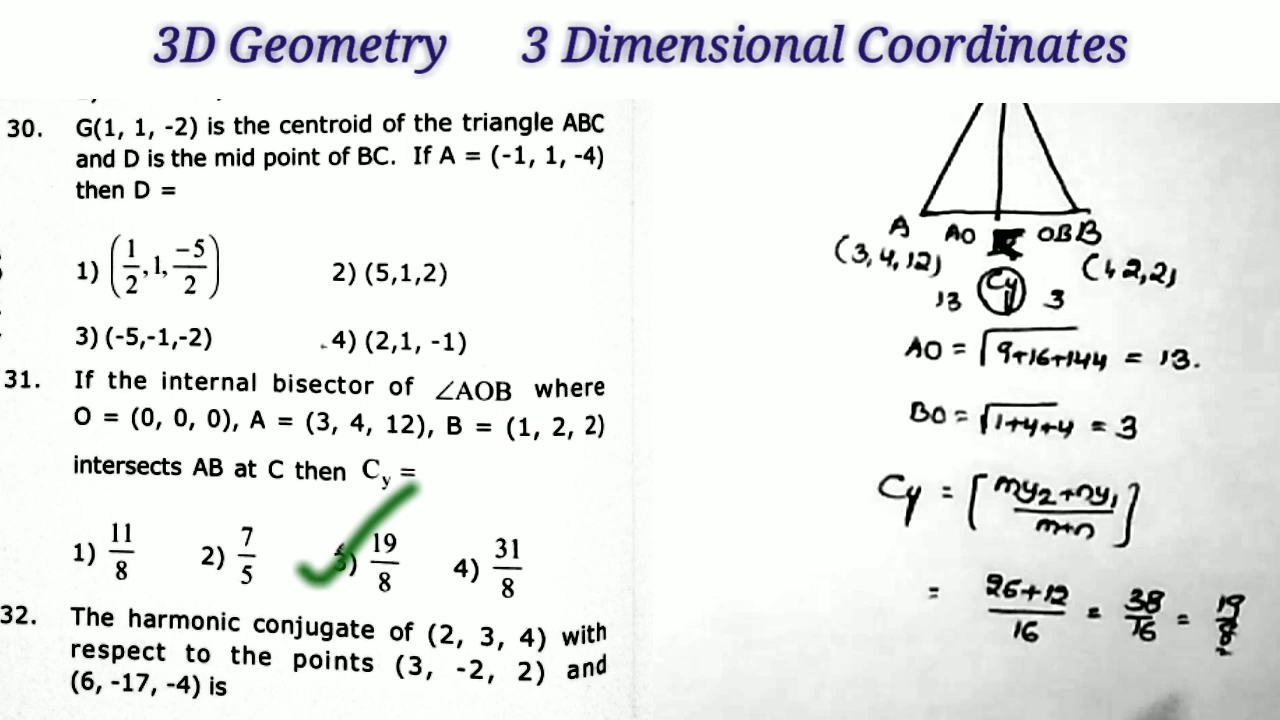 3D Geometry 3 Dimensional Coordinates
30. G(1, 1, -2) is the centroid of the triangle ABC
and D is the mid point of BC. If A = (-1, 1, -4)
then D =
1) (1/2, 1, -5/2) 2) (5,1,2)
3) (-5,-1,-2) 4) (2,1, -1)
31. If the internal bisector of ∠AOB where
O = (0, 0, 0), A = (3, 4, 12), B = (1, 2, 2)
intersects AB at C then Cy =
1) 11/8 2) 7/5 3) 19/8 4) 31/8
32. The harmonic conjugate of (2, 3, 4) with
respect to the points (3, -2, 2) and
(6, -17, -4) is
A AO OB B
(3, 4, 12) (1, 2, 2)
13 Cy 3
AO = √9+16+144 = 13.
BO = √1+4+4 = 3
Cy = [my2+ny1/m+n]
= 26+12/16 = 38/16 = 19/8